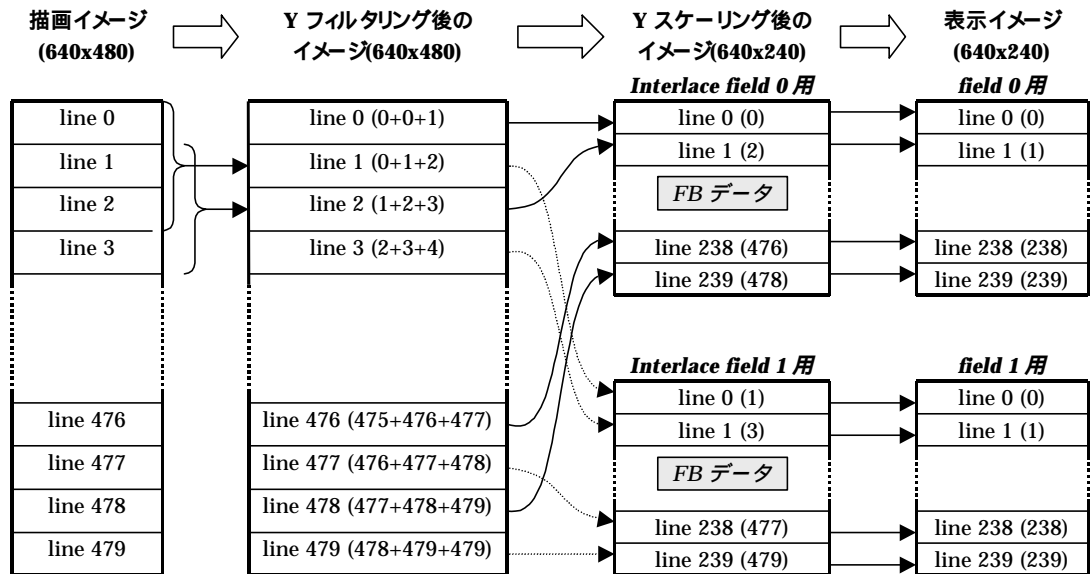 描画イメージ
(640x480)
Y フィルタリング後の
イメージ(640x480)
Y スケーリング後の
イメージ(640x240)
表示イメージ
(640x240)
line 0
line 1
line 2
line 3
line 476
line 477
line 478
line 479
line 0 (0+0+1)
line 1 (0+1+2)
line 2 (1+2+3)
line 3 (2+3+4)
line 476 (475+476+477)
line 477 (476+477+478)
line 478 (477+478+479)
line 479 (478+479+479)
Interlace field 0 用
line 0 (0)
line 1 (2)
FB データ
line 238 (476)
line 239 (478)
Interlace field 1 用
line 0 (1)
line 1 (3)
FB データ
line 238 (477)
line 239 (479)
field 0 用
line 0 (0)
line 1 (1)
line 238 (238)
line 239 (239)
field 1 用
line 0 (0)
line 1 (1)
line 238 (238)
line 239 (239)